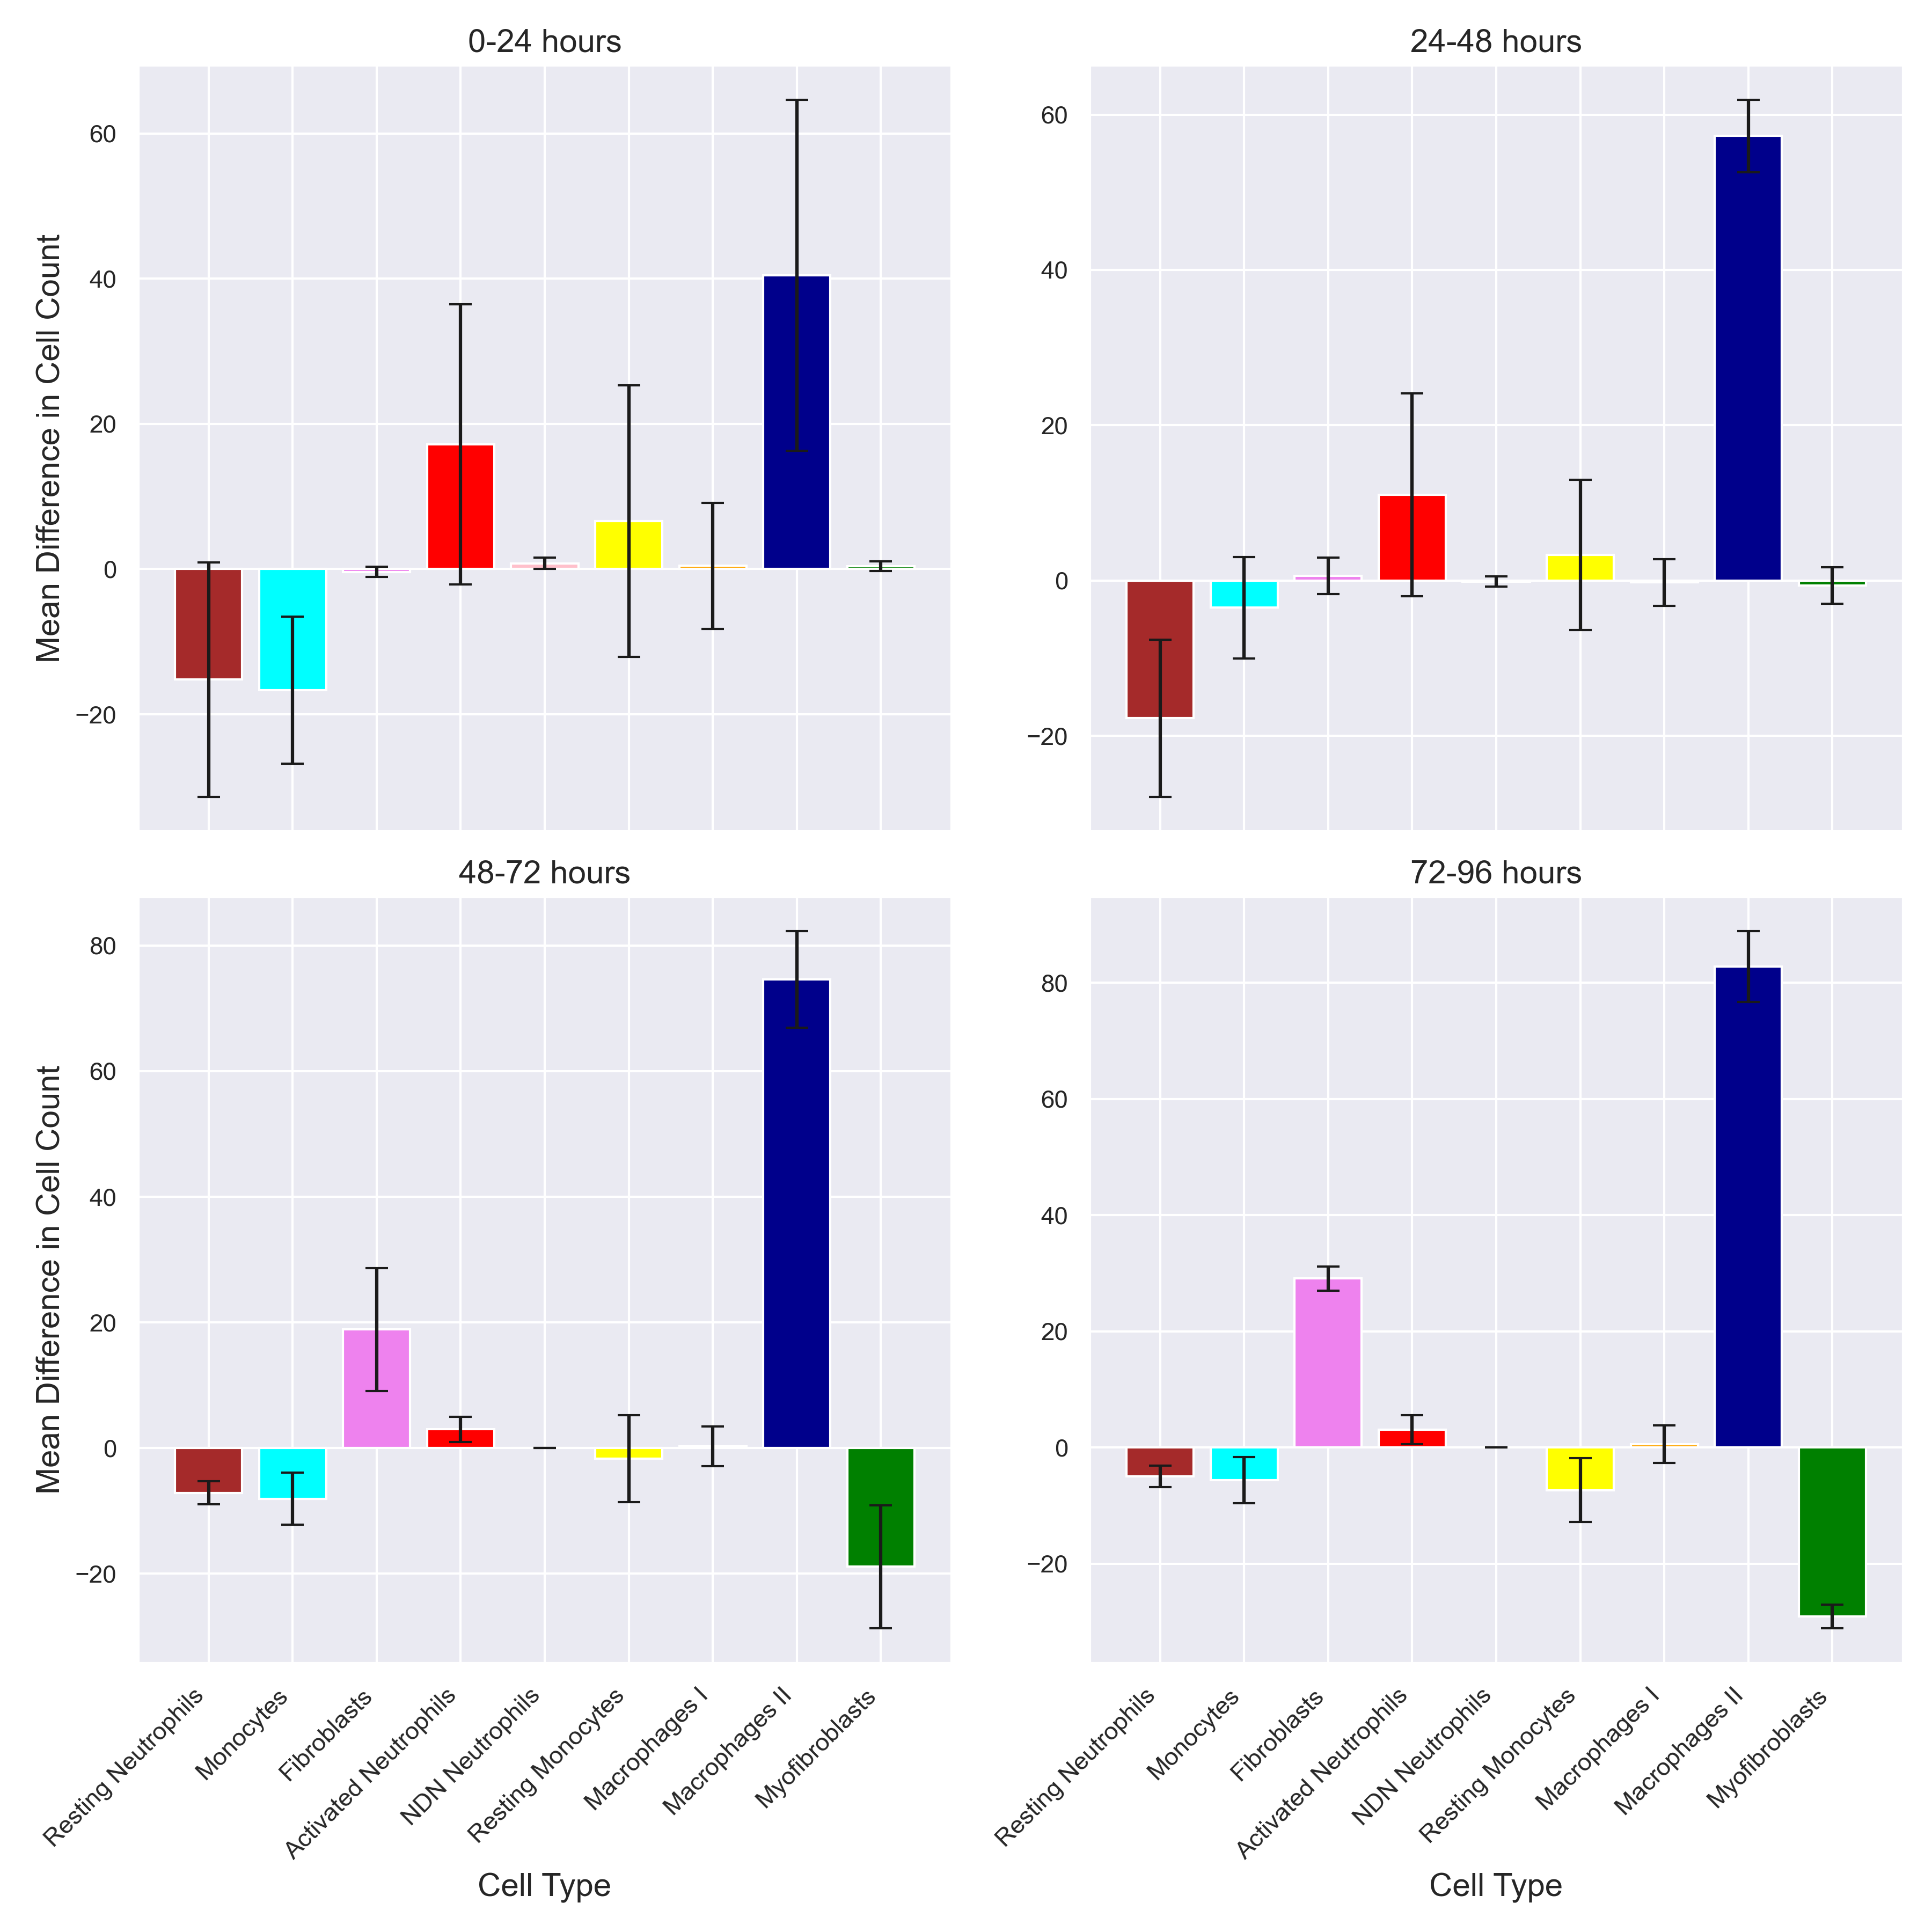 0-24 hours
24-48 hours
Mean Difference in Cell Count
60
40
20
0
−20
60
40
20
0
−20
48-72 hours
72-96 hours
Mean Difference in Cell Count
80
60
40
20
0
−20
80
60
40
20
0
−20
Resting Neutrophils
Monocytes
Fibroblasts
Activated Neutrophils
NDN Neutrophils
Resting Monocytes
Macrophages I
Macrophages II
Myofibroblasts
Resting Neutrophils
Monocytes
Fibroblasts
Activated Neutrophils
NDN Neutrophils
Resting Monocytes
Macrophages I
Macrophages II
Myofibroblasts
Cell Type
Cell Type